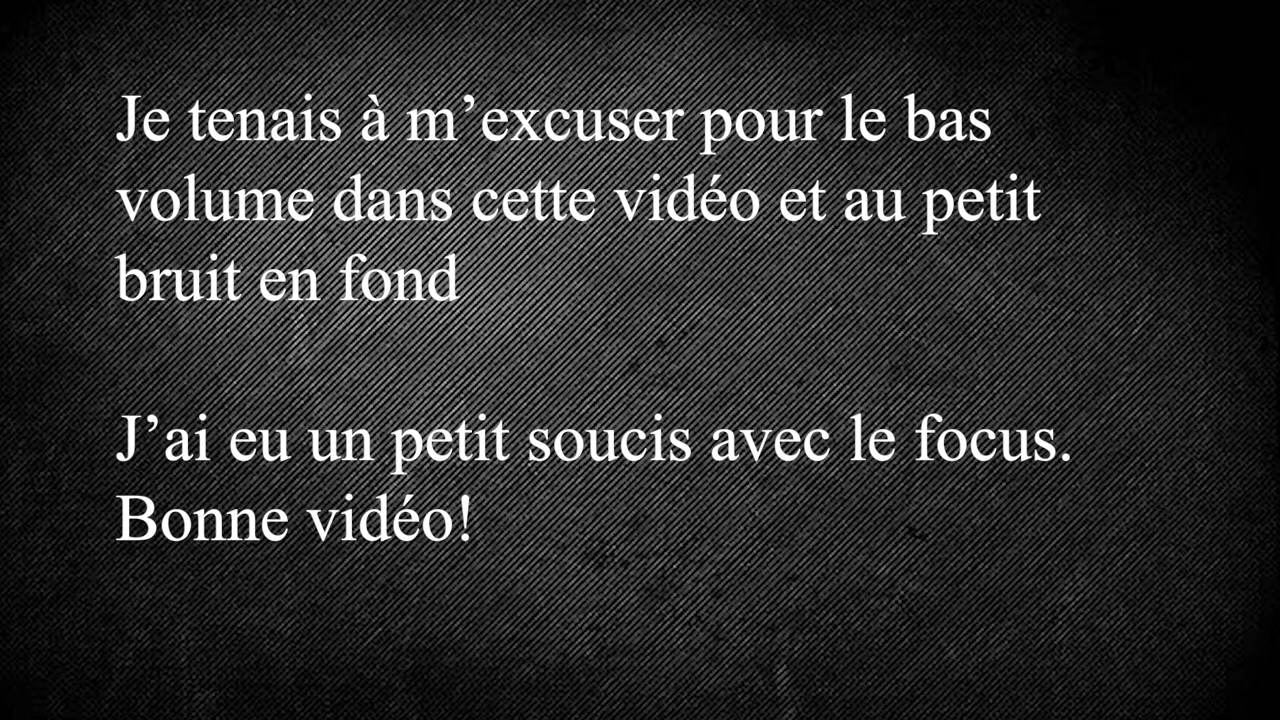 Je tenais à m’excuser pour le bas
volume dans cette vidéo et au petit
bruit en fond
J’ai eu un petit soucis avec le focus.
Bonne vidéo!